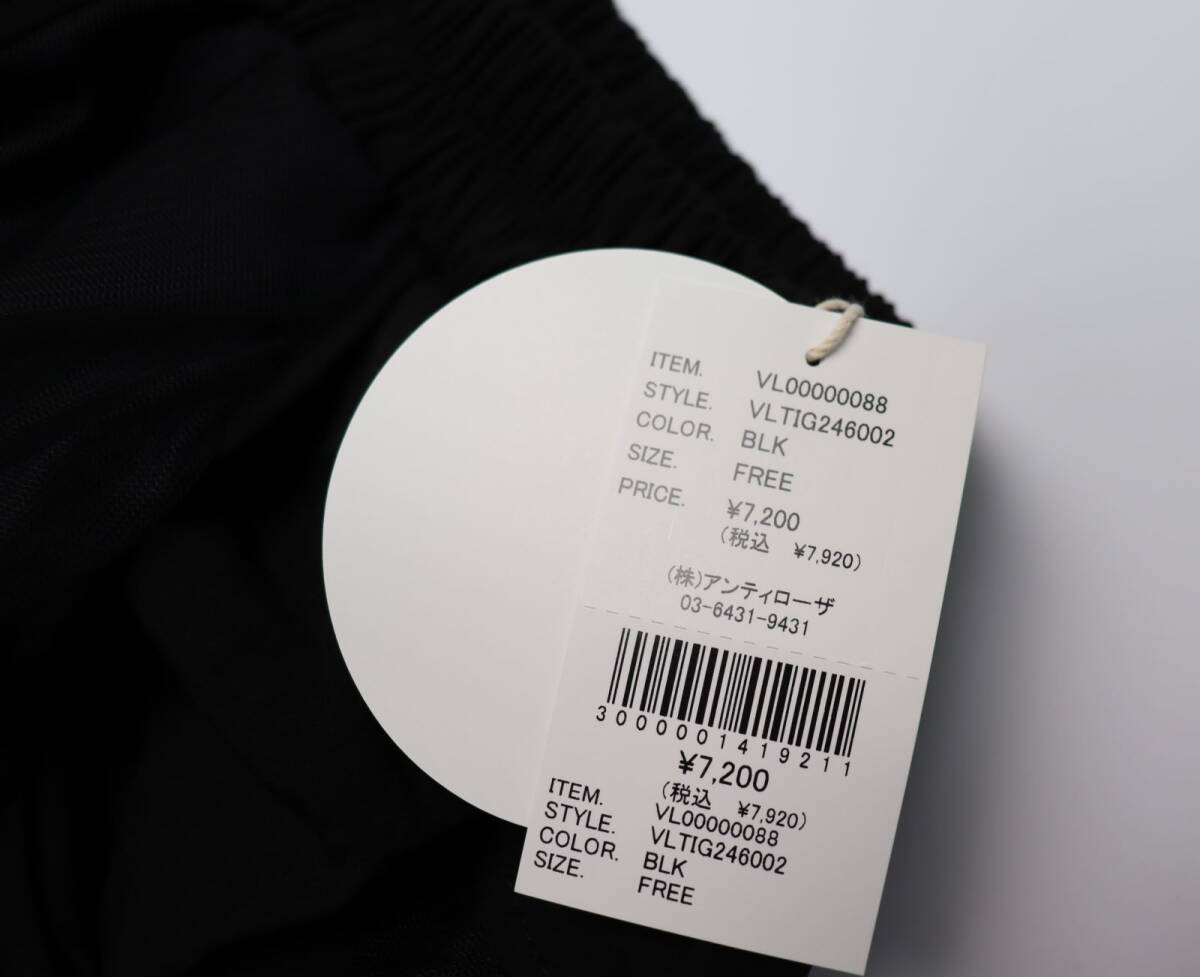 ITEM. VL00000088
STYLE. VLTIG246002
COLOR. BLK
SIZE. FREE
PRICE. ¥7,200
(税込 ¥7,920)
(株)アンティローザ
03-6431-9431
3000001419211
¥7,200
(税込 ¥7,920)
ITEM. VL00000088
STYLE. VLTIG246002
COLOR. BLK
SIZE. FREE